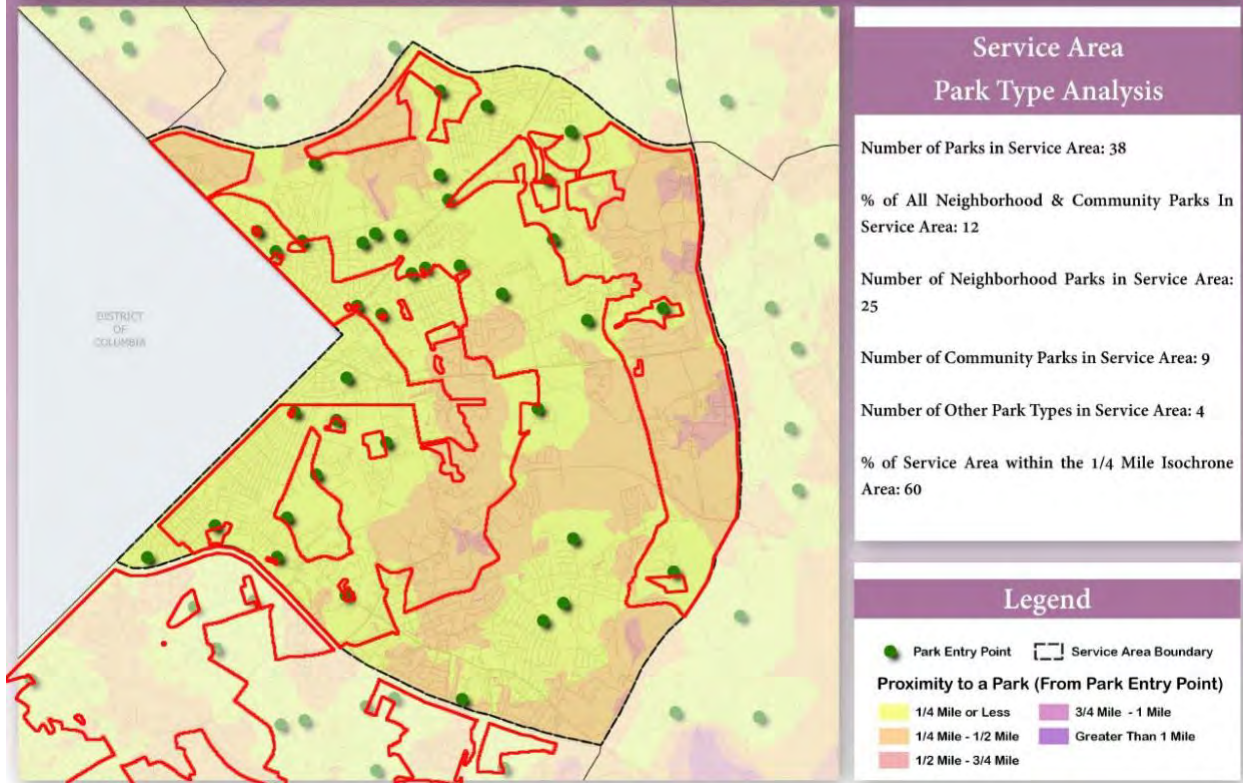 DISTRICT
OF
COLUMBIA
Service Area
Park Type Analysis
Number of Parks in Service Area: 38
% of All Neighborhood & Community Parks In
Service Area: 12
Number of Neighborhood Parks in Service Area:
25
Number of Community Parks in Service Area: 9
Number of Other Park Types in Service Area: 4
% of Service Area within the 1/4 Mile Isochrone
Area: 60
Legend
Park Entry Point
Service Area Boundary
Proximity to a Park (From Park Entry Point)
1/4 Mile or Less
1/4 Mile - 1/2 Mile
1/2 Mile - 3/4 Mile
3/4 Mile - 1 Mile
Greater Than 1 Mile